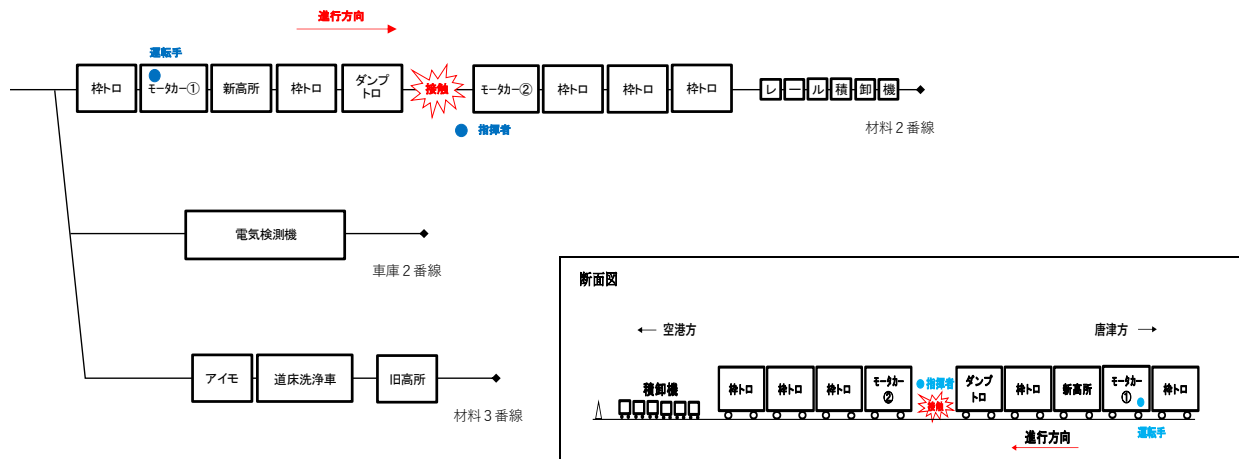 進行方向
運転手
枠トロ
モータカー①
新高所
枠トロ
ダンプ
トロ
接触
モータカー②
枠トロ
枠トロ
枠トロ
レール積卸機
指揮者
材料2番線
電気検測機
車庫2番線
アイモ
道床洗浄車
旧高所
材料3番線
断面図
← 空港方
唐津方 →
積卸機
枠トロ
枠トロ
枠トロ
モータカー
②
指揮者
接触
ダンプ
トロ
枠トロ
新高所
モータカー
①
枠トロ
進行方向
運転手